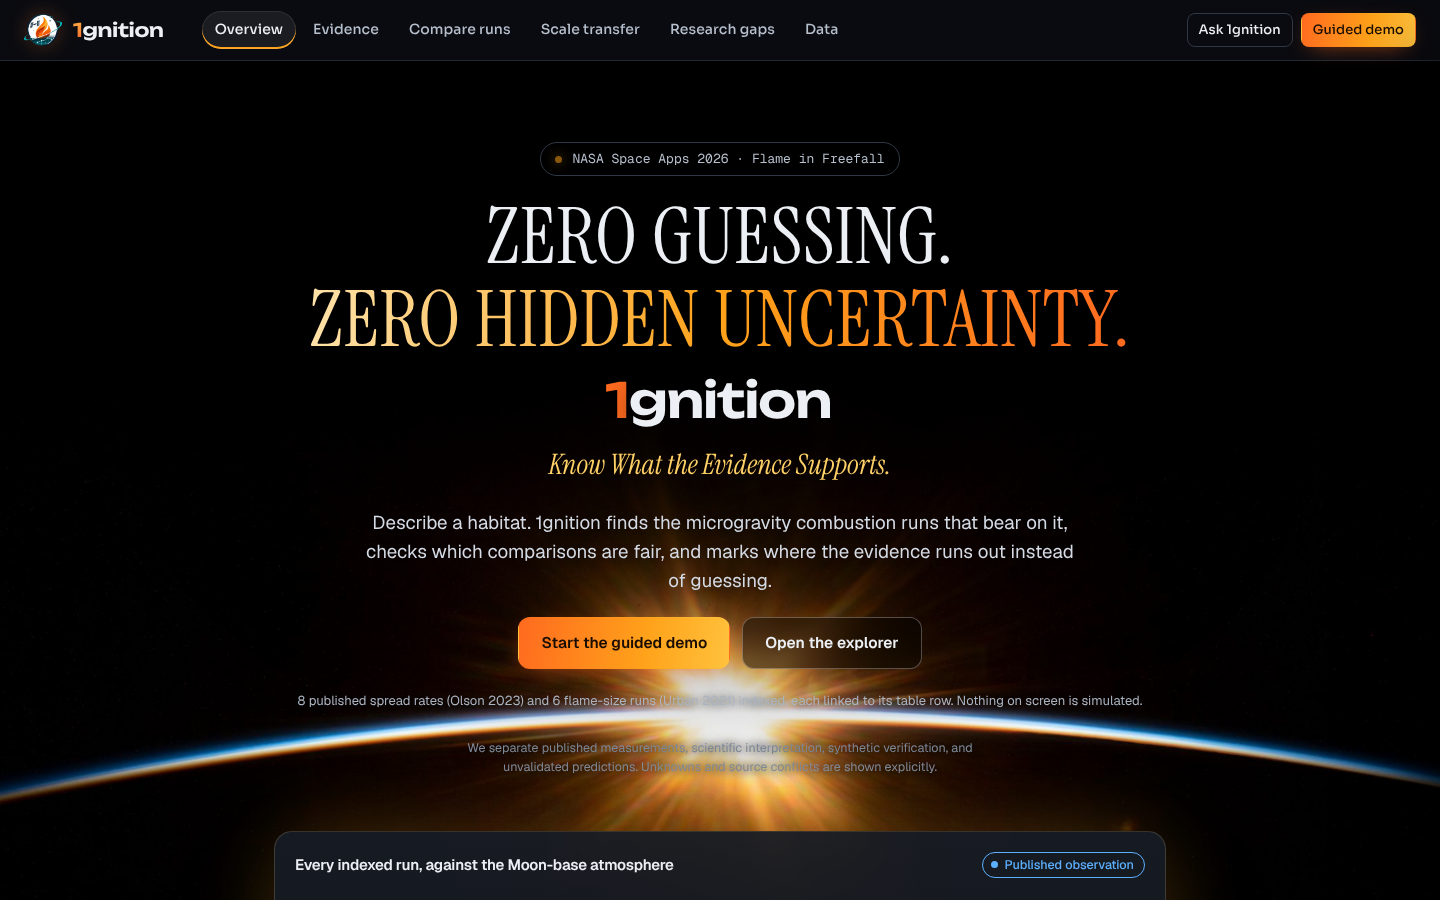 1gnition
Overview
Evidence
Compare runs
Scale transfer
Research gaps
Data
Ask 1gnition
Guided demo
NASA Space Apps 2026 · Flame in Freefall
ZERO GUESSING.
ZERO HIDDEN UNCERTAINTY.
1gnition
Know What the Evidence Supports.
Describe a habitat. 1gnition finds the microgravity combustion runs that bear on it,
checks which comparisons are fair, and marks where the evidence runs out instead
of guessing.
Start the guided demo
Open the explorer
8 published spread rates (Olson 2023) and 6 flame-size runs each linked to its table row. Nothing on screen is simulated.
We separate published measurements, scientific interpretation, synthetic verification, and
unvalidated predictions. Unknowns and source conflicts are shown explicitly.
Every indexed run, against the Moon-base atmosphere
Published observation